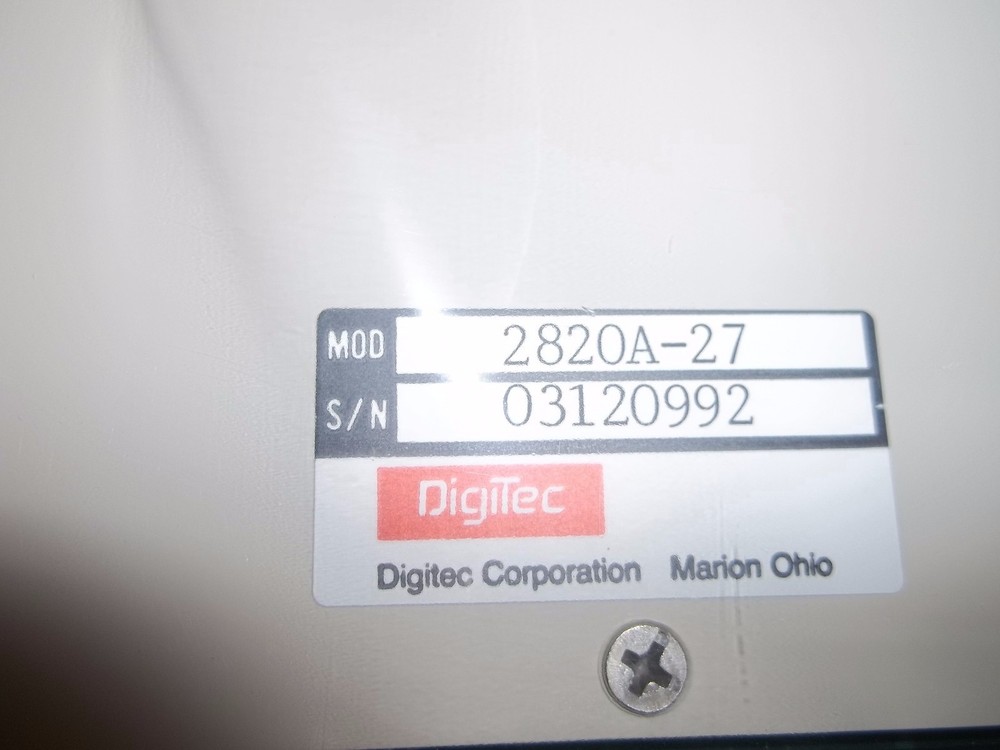 MOD 2820A-27
S/N 03120992
DigiTec
Digitec Corporation Marion Ohio